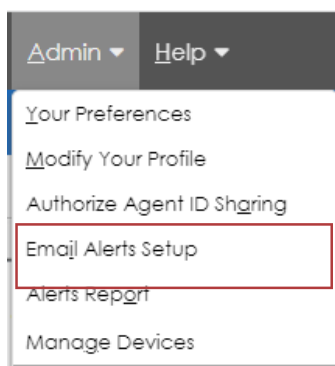 Admin ▾ Help ▾
Your Preferences
Modify Your Profile
Authorize Agent ID Sharing
Email Alerts Setup
Alerts Report
Manage Devices